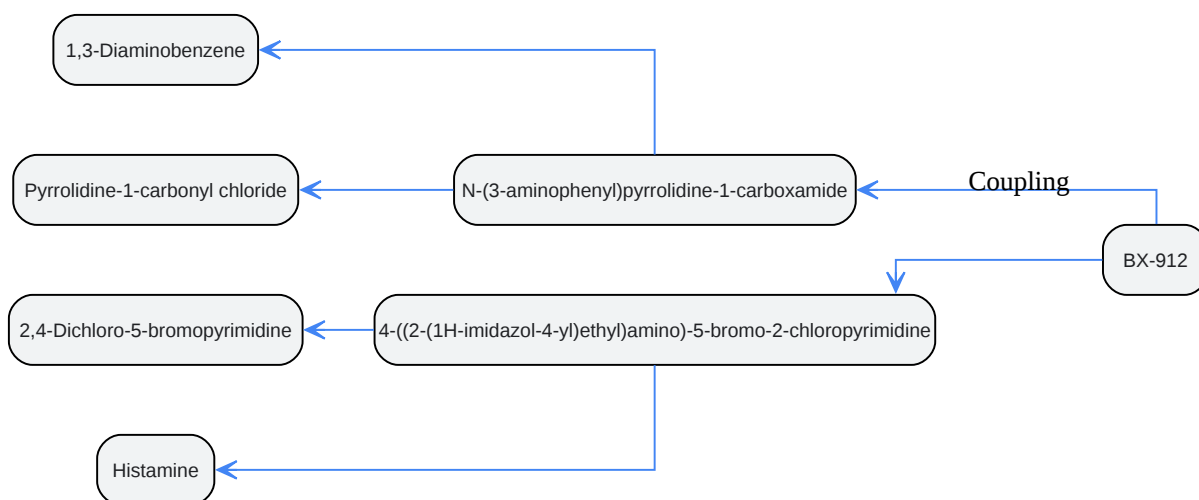 1,3-Diaminobenzene
Pyrrolidine-1-carbonyl chloride
N-(3-aminophenyl)pyrrolidine-1-carboxamide
Coupling
BX-912
2,4-Dichloro-5-bromopyrimidine
4-((2-(1H-imidazol-4-yl)ethyl)amino)-5-bromo-2-chloropyrimidine
Histamine